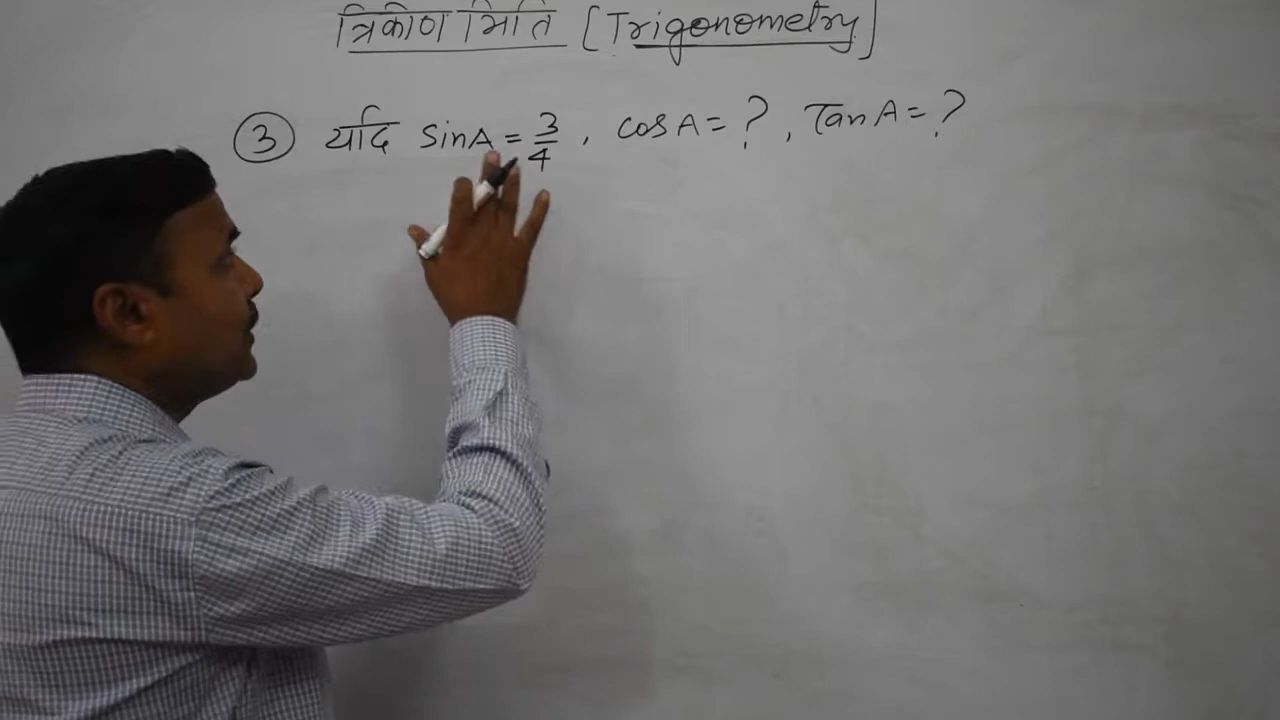 त्रिकोणमिति [Trigonometry]
③ यदि sinA = 3/4 , cosA = ? , TanA = ?